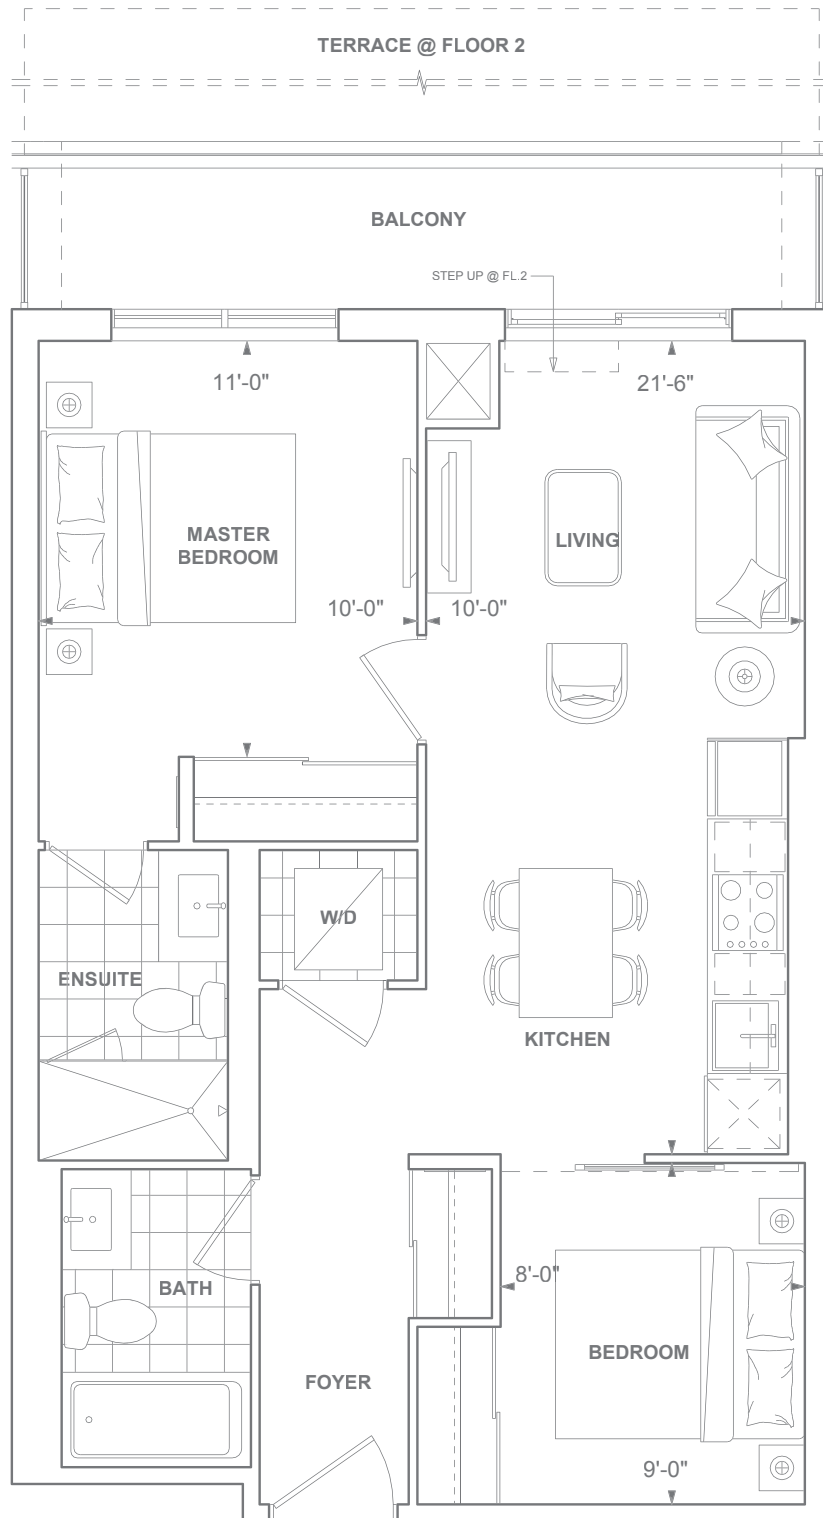 TERRACE @ FLOOR 2
BALCONY
STEP UP @ FL.2
11'-0"
21'-6"
MASTER
BEDROOM
LIVING
10'-0"
10'-0"
W/D
ENSUITE
KITCHEN
8'-0"
BATH
BEDROOM
FOYER
9'-0"